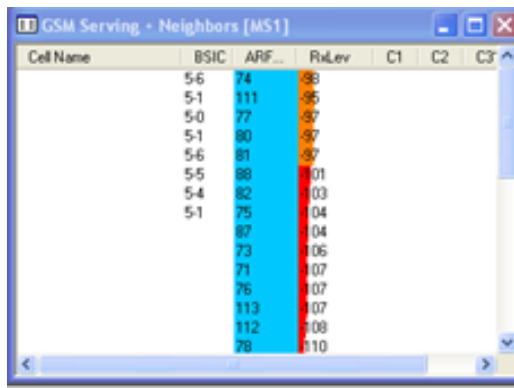 GSM Serving + Neighbors [MS1]
Cell Name BSIC ARF... RxLev C1 C2 C3
5-6 74 -98
5-1 111 -95
5-0 77 -97
5-1 80 -97
5-6 81 -97
5-5 88 -101
5-4 82 -103
5-1 75 -104
87 -104
73 -106
71 -107
76 -107
113 -107
112 -108
78 -110